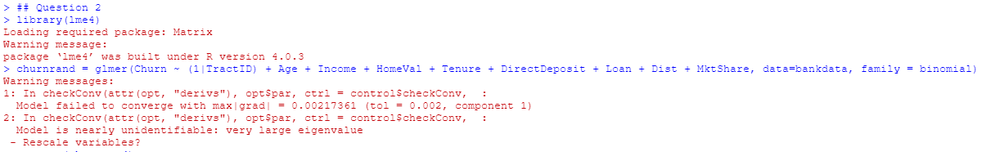 > ## Question 2
> library(lme4)
Loading required package: Matrix
Warning message:
package ‘lme4’ was built under R version 4.0.3
> churnrand = glmer(Churn ~ (1|TractID) + Age + Income + HomeVal + Tenure + DirectDeposit + Loan + Dist + MktShare, data=bankdata, family = binomial)
Warning messages:
1: In checkConv(attr(opt, "derivs"), opt$par, ctrl = control$checkConv,  :
  Model failed to converge with max|grad| = 0.00217361 (tol = 0.002, component 1)
2: In checkConv(attr(opt, "derivs"), opt$par, ctrl = control$checkConv,  :
  Model is nearly unidentifiable: very large eigenvalue
 - Rescale variables?